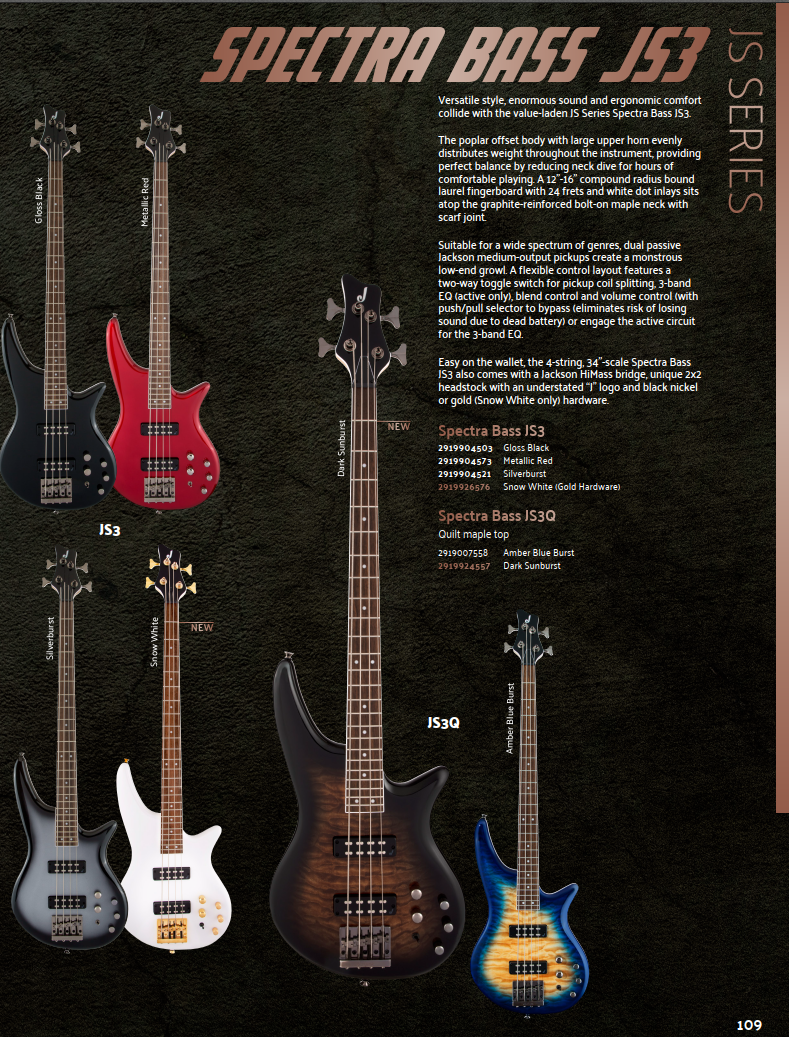 SPECTRA BASS JS3
JS SERIES
Versatile style, enormous sound and ergonomic comfort
collide with the value-laden JS Series Spectra Bass JS3.
The poplar offset body with large upper horn evenly
distributes weight throughout the instrument, providing
perfect balance by reducing neck dive for hours of
comfortable playing. A 12"-16" compound radius bound
laurel fingerboard with 24 frets and white dot inlays sits
atop the graphite-reinforced bolt-on maple neck with
scarf joint.
Suitable for a wide spectrum of genres, dual passive
Jackson medium-output pickups create a monstrous
low-end growl. A flexible control layout features a
two-way toggle switch for pickup coil splitting, 3-band
EQ (active only), blend control and volume control (with
push/pull selector to bypass (eliminates risk of losing
sound due to dead battery) or engage the active circuit
for the 3-band EQ.
Easy on the wallet, the 4-string, 34"-scale Spectra Bass
JS3 also comes with a Jackson HiMass bridge, unique 2x2
headstock with an understated "J" logo and black nickel
or gold (Snow White only) hardware.
Spectra Bass JS3
2919904503 Gloss Black
2919904573 Metallic Red
2919904521 Silverburst
2919926576 Snow White (Gold Hardware)
Spectra Bass JS3Q
Quilt maple top
2919007558 Amber Blue Burst
2919924557 Dark Sunburst
Gloss Black
Metallic Red
JS3
Silverburst
Snow White
NEW
Dark Sunburst
NEW
JS3Q
Amber Blue Burst
109